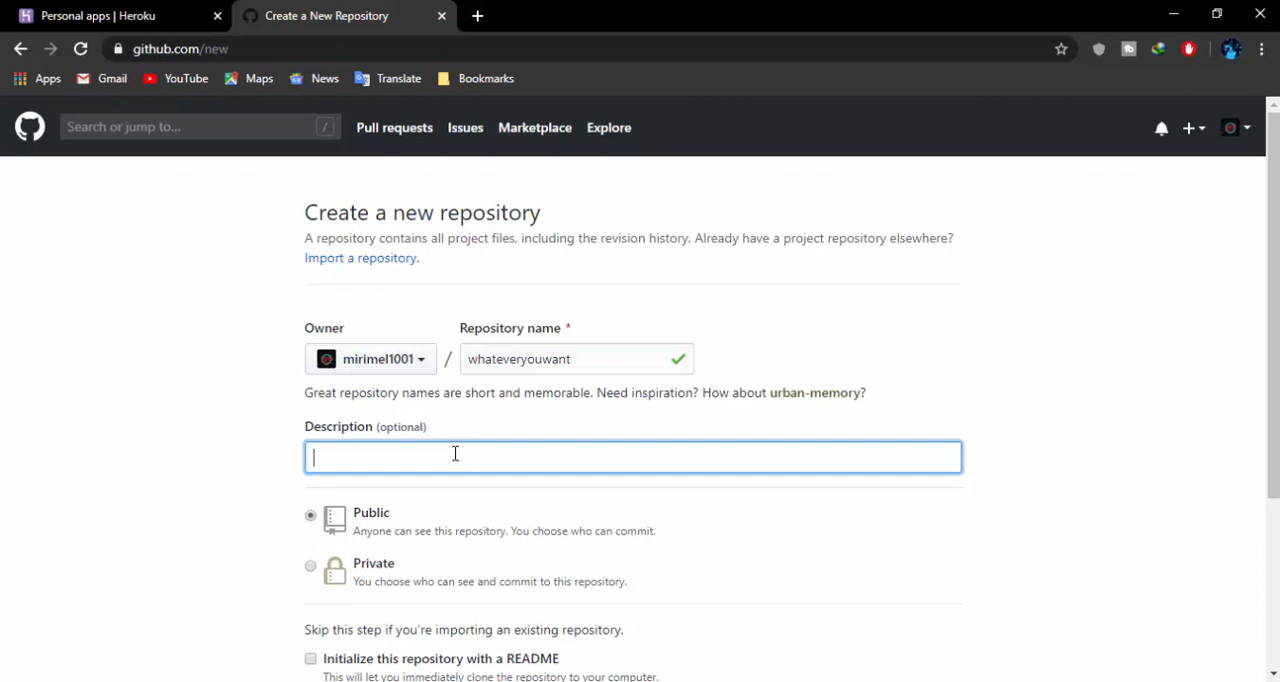 Personal apps | Heroku
Create a New Repository
github.com/new
Apps
Gmail
YouTube
Maps
News
Translate
Bookmarks
Search or jump to...
/
Pull requests
Issues
Marketplace
Explore
Create a new repository
A repository contains all project files, including the revision history. Already have a project repository elsewhere?
Import a repository.
Owner
Repository name *
mirimel1001
/
whateveryouwant
Great repository names are short and memorable. Need inspiration? How about urban-memory?
Description (optional)
Public
Anyone can see this repository. You choose who can commit.
Private
You choose who can see and commit to this repository.
Skip this step if you're importing an existing repository.
Initialize this repository with a README
This will let you immediately clone the repository to your computer.